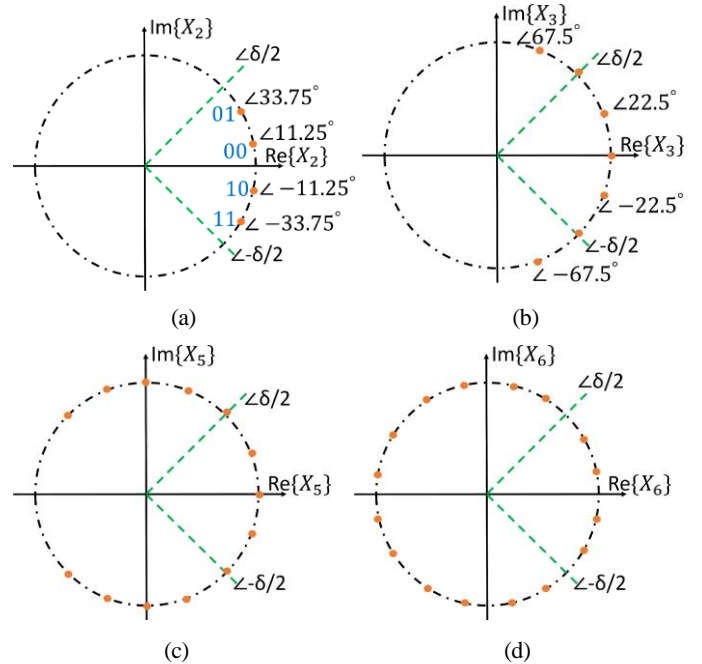 Im{X₂}
∠δ/2
∠33.75°
01
∠11.25°
00
Re{X₂}
10
∠ −11.25°
11
∠ −33.75°
∠-δ/2
(a)
Im{X₃}
∠67.5°
∠δ/2
∠22.5°
Re{X₃}
∠ −22.5°
∠-δ/2
∠ −67.5°
(b)
Im{X₅}
∠δ/2
Re{X₅}
∠-δ/2
(c)
Im{X₆}
∠δ/2
Re{X₆}
∠-δ/2
(d)